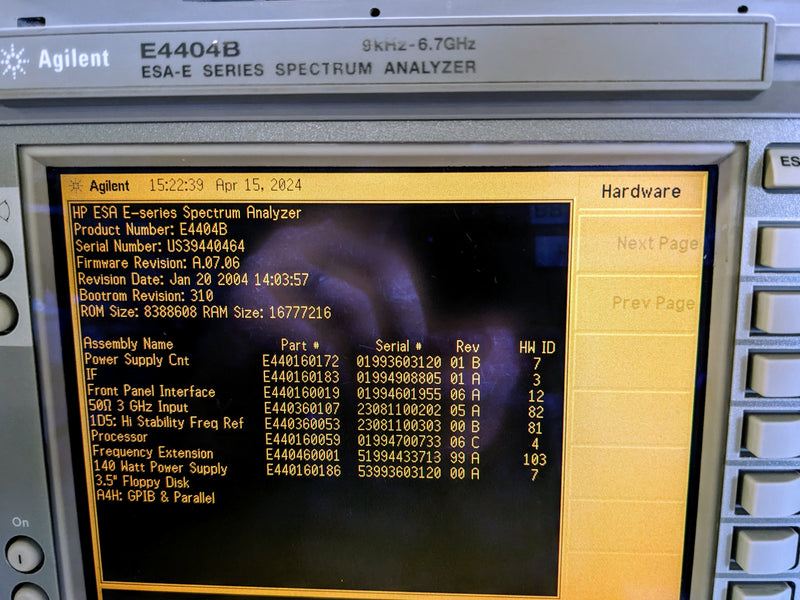 Agilent E4404B 9kHz-6.7GHz
ESA-E SERIES SPECTRUM ANALYZER
ES
Agilent 15:22:39 Apr 15, 2024
Hardware
Next Page
Prev Page
HP ESA E-series Spectrum Analyzer
Product Number: E4404B
Serial Number: US39440464
Firmware Revision: A.07.06
Revision Date: Jan 20 2004 14:03:57
Bootrom Revision: 310
ROM Size: 8388608 RAM Size: 16777216
Assembly Name Part # Serial # Rev HW ID
Power Supply Cnt E440160172 01993603120 01 B 7
IF E440160183 01994908805 01 A 3
Front Panel Interface E440160019 01994601955 06 A 12
50Ω 3 GHz Input E440360107 23081100202 05 A 82
1D5: Hi Stability Freq Ref E440360053 23081100303 00 B 81
Processor E440160059 01994700733 06 C 4
Frequency Extension E440460001 51994433713 99 A 103
140 Watt Power Supply E440160186 53993603120 00 A 7
3.5" Floppy Disk
A4H: GPIB & Parallel
On